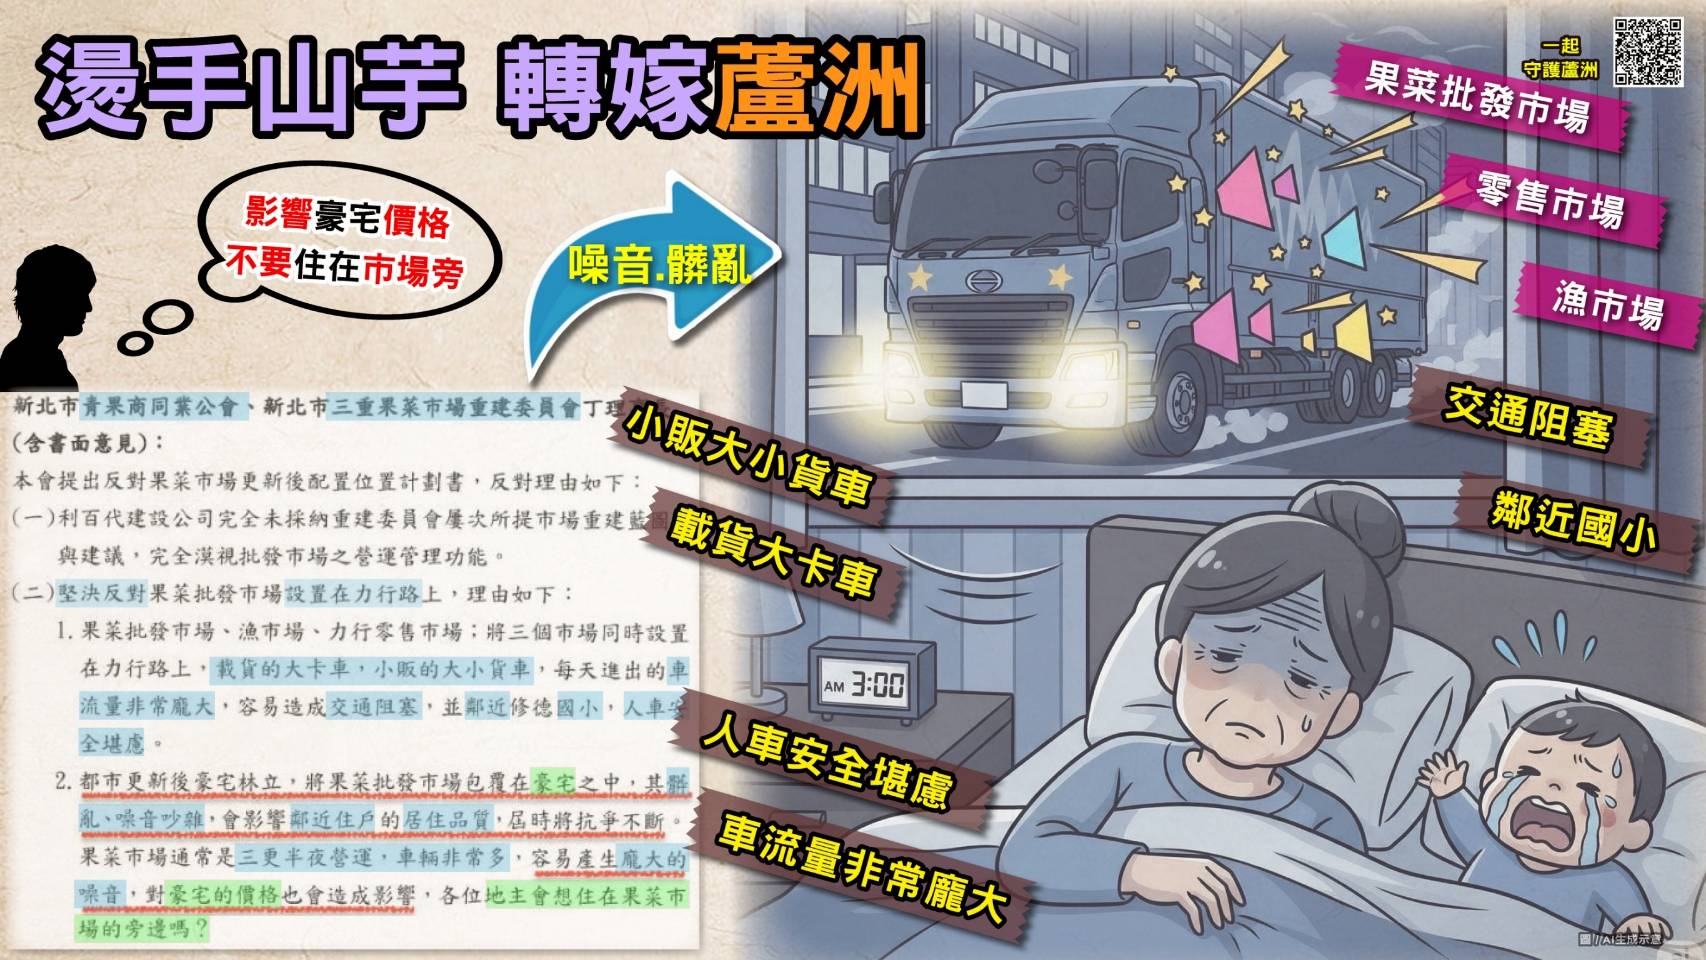 燙手山芋 轉嫁蘆洲
一起
守護蘆洲
果菜批發市場
零售市場
漁市場
影響豪宅價格
不要住在市場旁
噪音.髒亂
新北市青果商同業公會、新北市三重果菜市場重建委員會丁理
(含書面意見)：
本會提出反對果菜市場更新後配置位置計劃書，反對理由如下：
(一)利百代建設公司完全未採納重建委員會屢次所提市場重建藍圖
與建議，完全漠視批發市場之營運管理功能。
(二)堅決反對果菜批發市場設置在力行路上，理由如下：
1.果菜批發市場、漁市場、力行零售市場；將三個市場同時設置
在力行路上，載貨的大卡車，小販的大小貨車，每天進出的車
流量非常龐大，容易造成交通阻塞，並鄰近修德國小，人車安
全堪慮。
2.都市更新後豪宅林立，將果菜批發市場包覆在豪宅之中，其髒
亂、噪音吵雜，會影響鄰近住戶的居住品質，屆時將抗爭不斷。
果菜市場通常是三更半夜營運，車輛非常多，容易產生龐大的
噪音，對豪宅的價格也會造成影響，各位地主會想住在果菜市
場的旁邊嗎？
小販大小貨車
載貨大卡車
交通阻塞
鄰近國小
AM 3:00
人車安全堪慮
車流量非常龐大
圖/AI生成示意